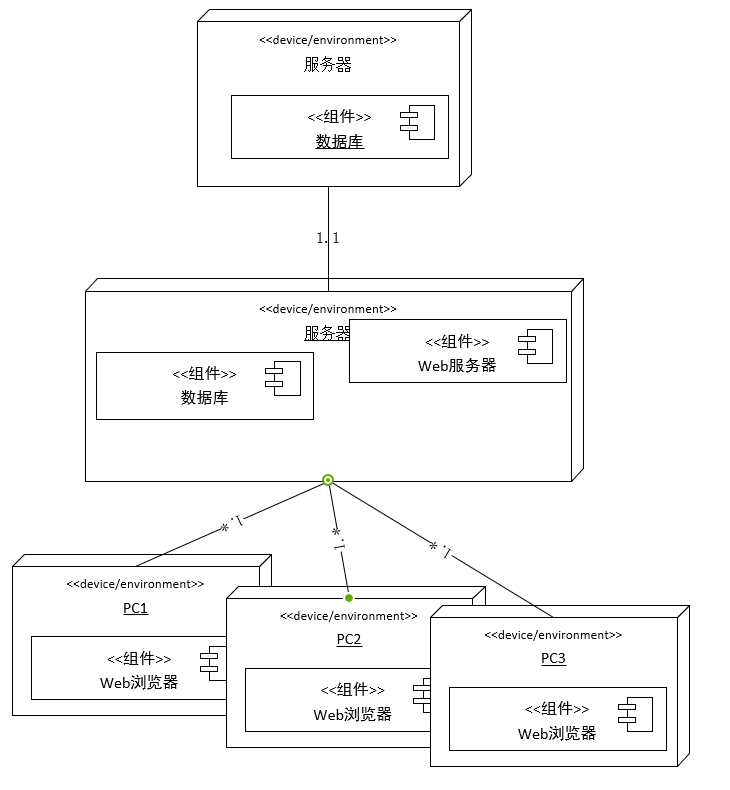 <<device/environment>>
服务器
<<组件>>
数据库
1.1
<<device/environment>>
服务器
<<组件>>
Web服务器
<<组件>>
数据库
1..*
1..*
1..*
<<device/environment>>
PC1
<<组件>>
Web浏览器
<<device/environment>>
PC2
<<组件>>
Web浏览器
<<device/environment>>
PC3
<<组件>>
Web浏览器